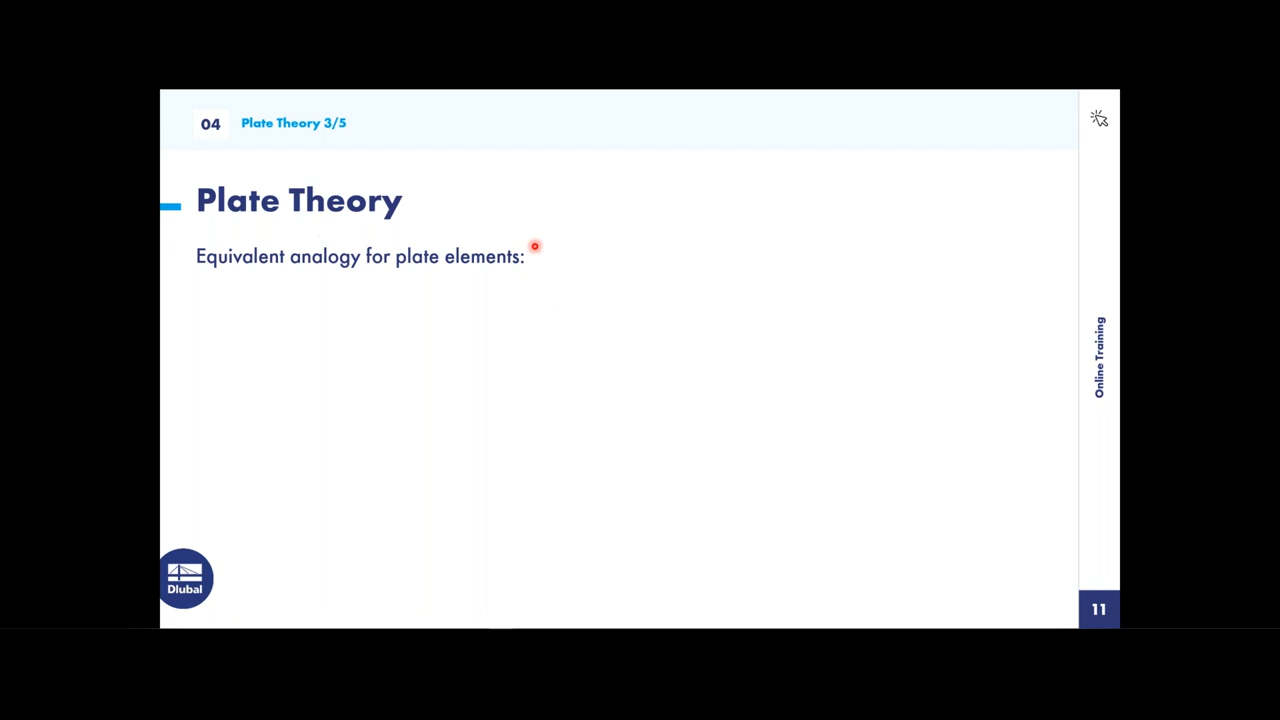 04 Plate Theory 3/5
Plate Theory
Equivalent analogy for plate elements:
Online Training
Dlubal
11